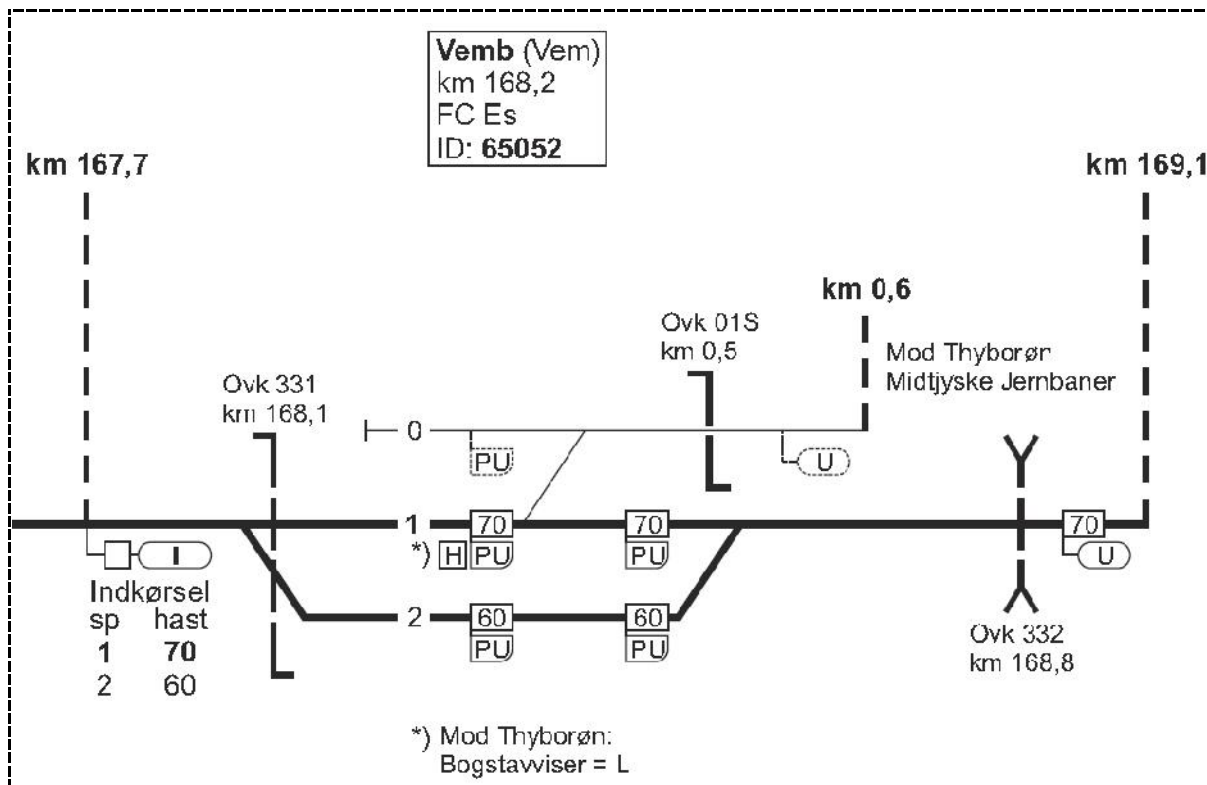 Vemb (Vem)
km 168,2
FC Es
ID: 65052
km 167,7
km 169,1
km 0,6
Ovk 01S
km 0,5
Mod Thyborøn
Midtjyske Jernbaner
Ovk 331
km 168,1
0
PU
U
1 70 70 70
*) H PU PU U
I
Indkørsel
sp hast
1 70
2 60
2 60 60
PU PU
Ovk 332
km 168,8
*) Mod Thyborøn:
Bogstavviser = L